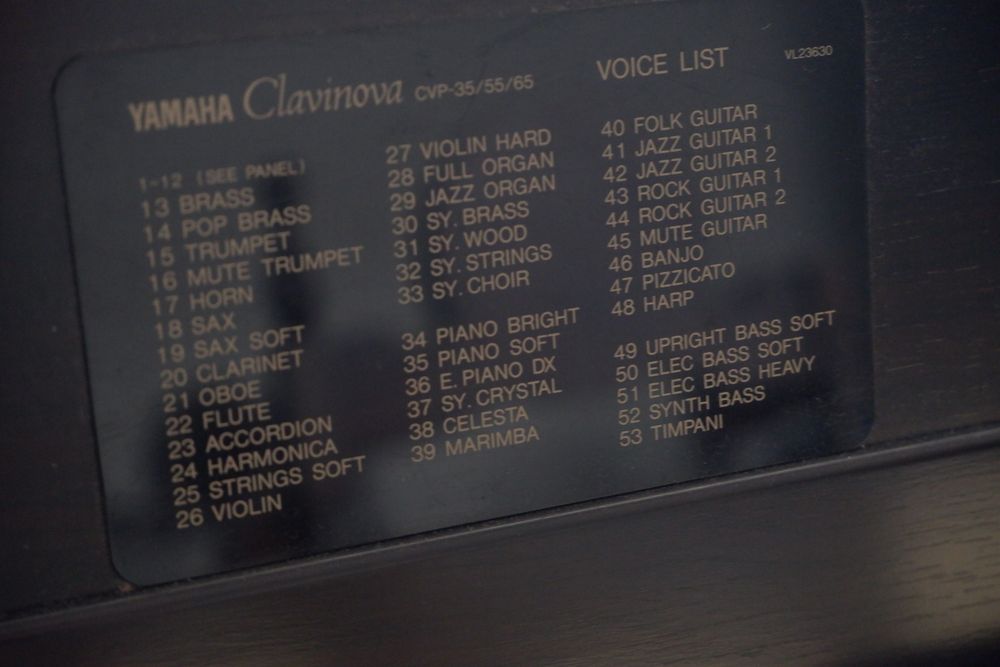 YAMAHA Clavinova CVP-35/55/65
VOICE LIST
VL23630
1-12 (SEE PANEL)
13 BRASS
14 POP BRASS
15 TRUMPET
16 MUTE TRUMPET
17 HORN
18 SAX
19 SAX SOFT
20 CLARINET
21 OBOE
22 FLUTE
23 ACCORDION
24 HARMONICA
25 STRINGS SOFT
26 VIOLIN
27 VIOLIN HARD
28 FULL ORGAN
29 JAZZ ORGAN
30 SY. BRASS
31 SY. WOOD
32 SY. STRINGS
33 SY. CHOIR
34 PIANO BRIGHT
35 PIANO SOFT
36 E. PIANO DX
37 SY. CRYSTAL
38 CELESTA
39 MARIMBA
40 FOLK GUITAR
41 JAZZ GUITAR 1
42 JAZZ GUITAR 2
43 ROCK GUITAR 1
44 ROCK GUITAR 2
45 MUTE GUITAR
46 BANJO
47 PIZZICATO
48 HARP
49 UPRIGHT BASS SOFT
50 ELEC BASS SOFT
51 ELEC BASS HEAVY
52 SYNTH BASS
53 TIMPANI